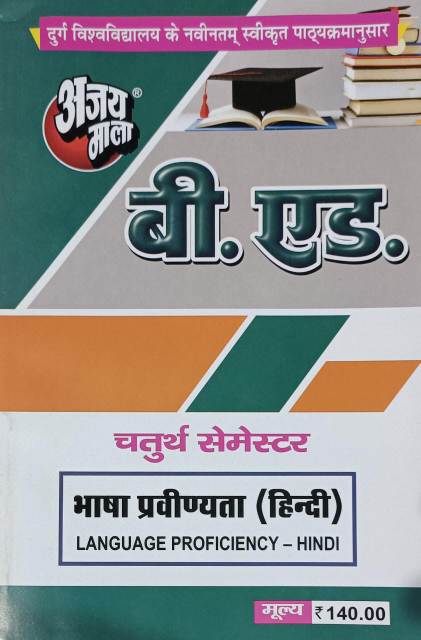 दुर्ग विश्वविद्यालय के नवीनतम् स्वीकृत पाठ्यक्रमानुसार
अजय®
माला
बी. एड.
चतुर्थ सेमेस्टर
भाषा प्रवीण्यता (हिन्दी)
LANGUAGE PROFICIENCY – HINDI
मूल्य ₹ 140.00